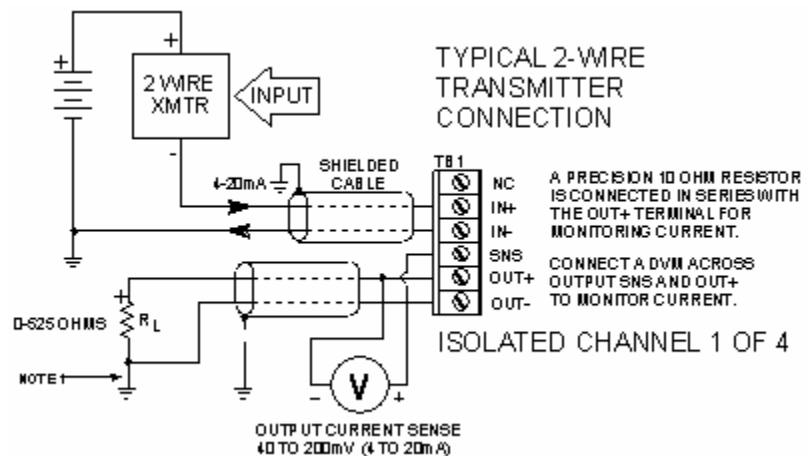 TYPICAL 2-WIRE
TRANSMITTER
CONNECTION
+
+
2 WIRE
XMTR
INPUT
-
4-20mA
SHIELDED
CABLE
TB1
NC
IN+
IN-
SNS
OUT+
OUT-
A PRECISION 10 OHM RESISTOR
IS CONNECTED IN SERIES WITH
THE OUT+ TERMINAL FOR
MONITORING CURRENT.
CONNECT A DVM ACROSS
OUTPUT SNS AND OUT+
TO MONITOR CURRENT.
ISOLATED CHANNEL 1 OF 4
+
0-525 OHMS
RL
NOTE 1
- V +
OUTPUT CURRENT SENSE
40 TO 200mV (4 TO 20mA)